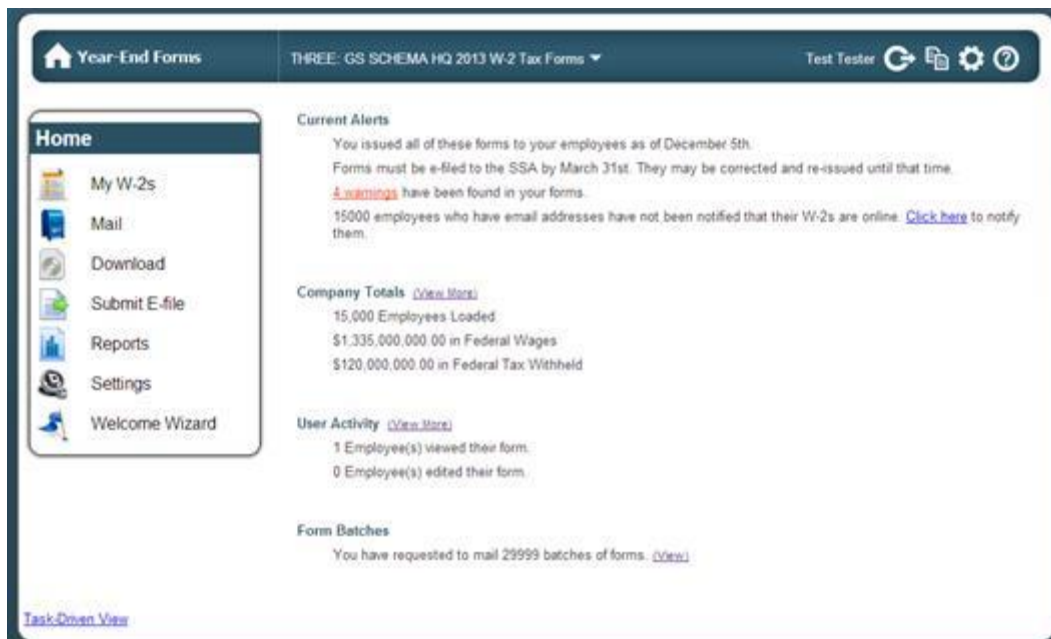 Year-End Forms
THREE: GS SCHEMA HQ 2013 W-2 Tax Forms
Test Tester
Home
My W-2s
Mail
Download
Submit E-file
Reports
Settings
Welcome Wizard
Current Alerts
You issued all of these forms to your employees as of December 5th.
Forms must be e-filed to the SSA by March 31st. They may be corrected and re-issued until that time.
4 warnings have been found in your forms.
15000 employees who have email addresses have not been notified that their W-2s are online. Click here to notify
them.
Company Totals (View More)
15,000 Employees Loaded
$1,335,000,000.00 in Federal Wages
$120,000,000.00 in Federal Tax Withheld
User Activity (View More)
1 Employee(s) viewed their form.
0 Employee(s) edited their form.
Form Batches
You have requested to mail 29999 batches of forms. (View)
Task-Driven View